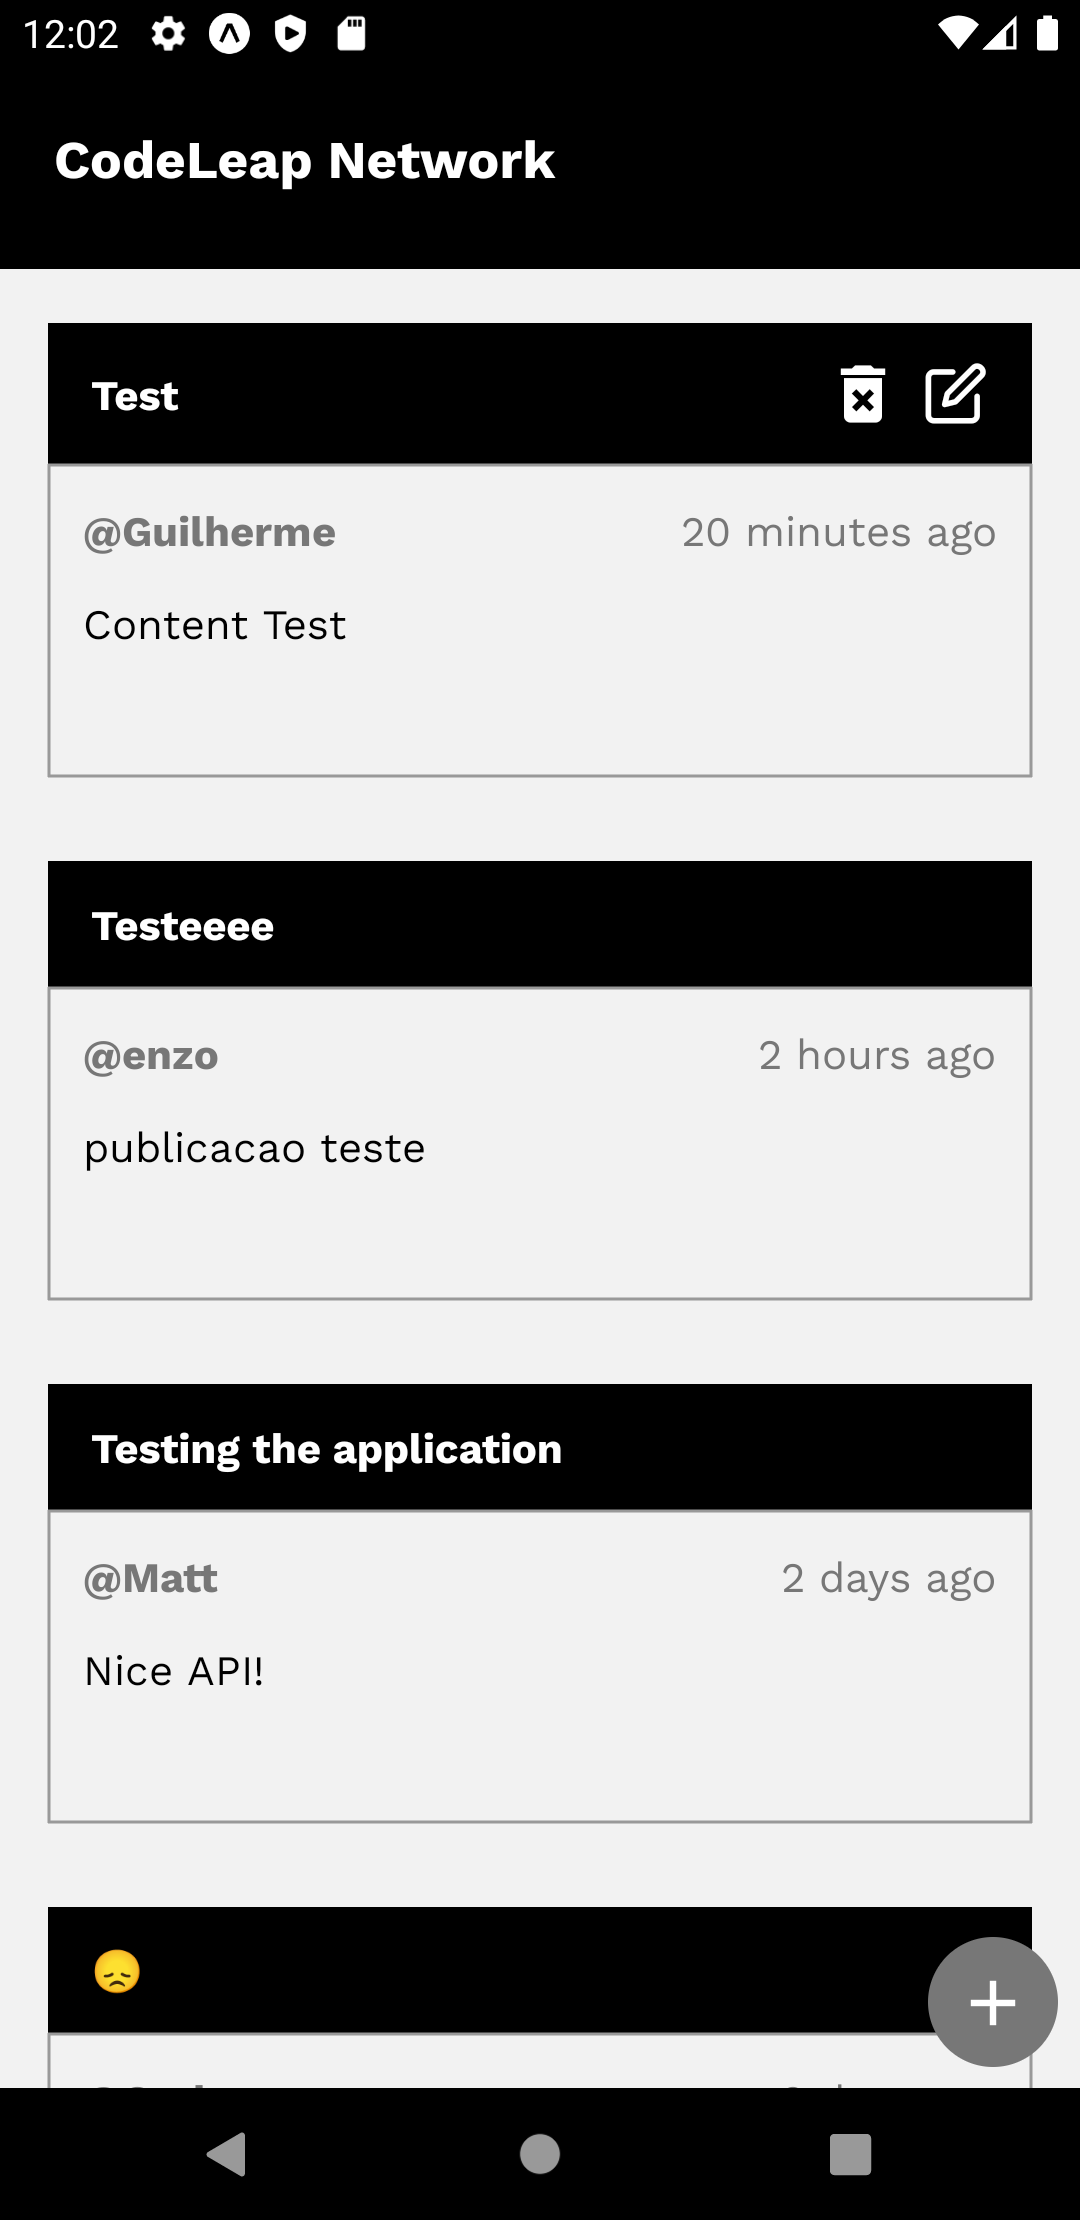 12:02
CodeLeap Network
Test
@Guilherme 20 minutes ago
Content Test
Testeeee
@enzo 2 hours ago
publicacao teste
Testing the application
@Matt 2 days ago
Nice API!
😞